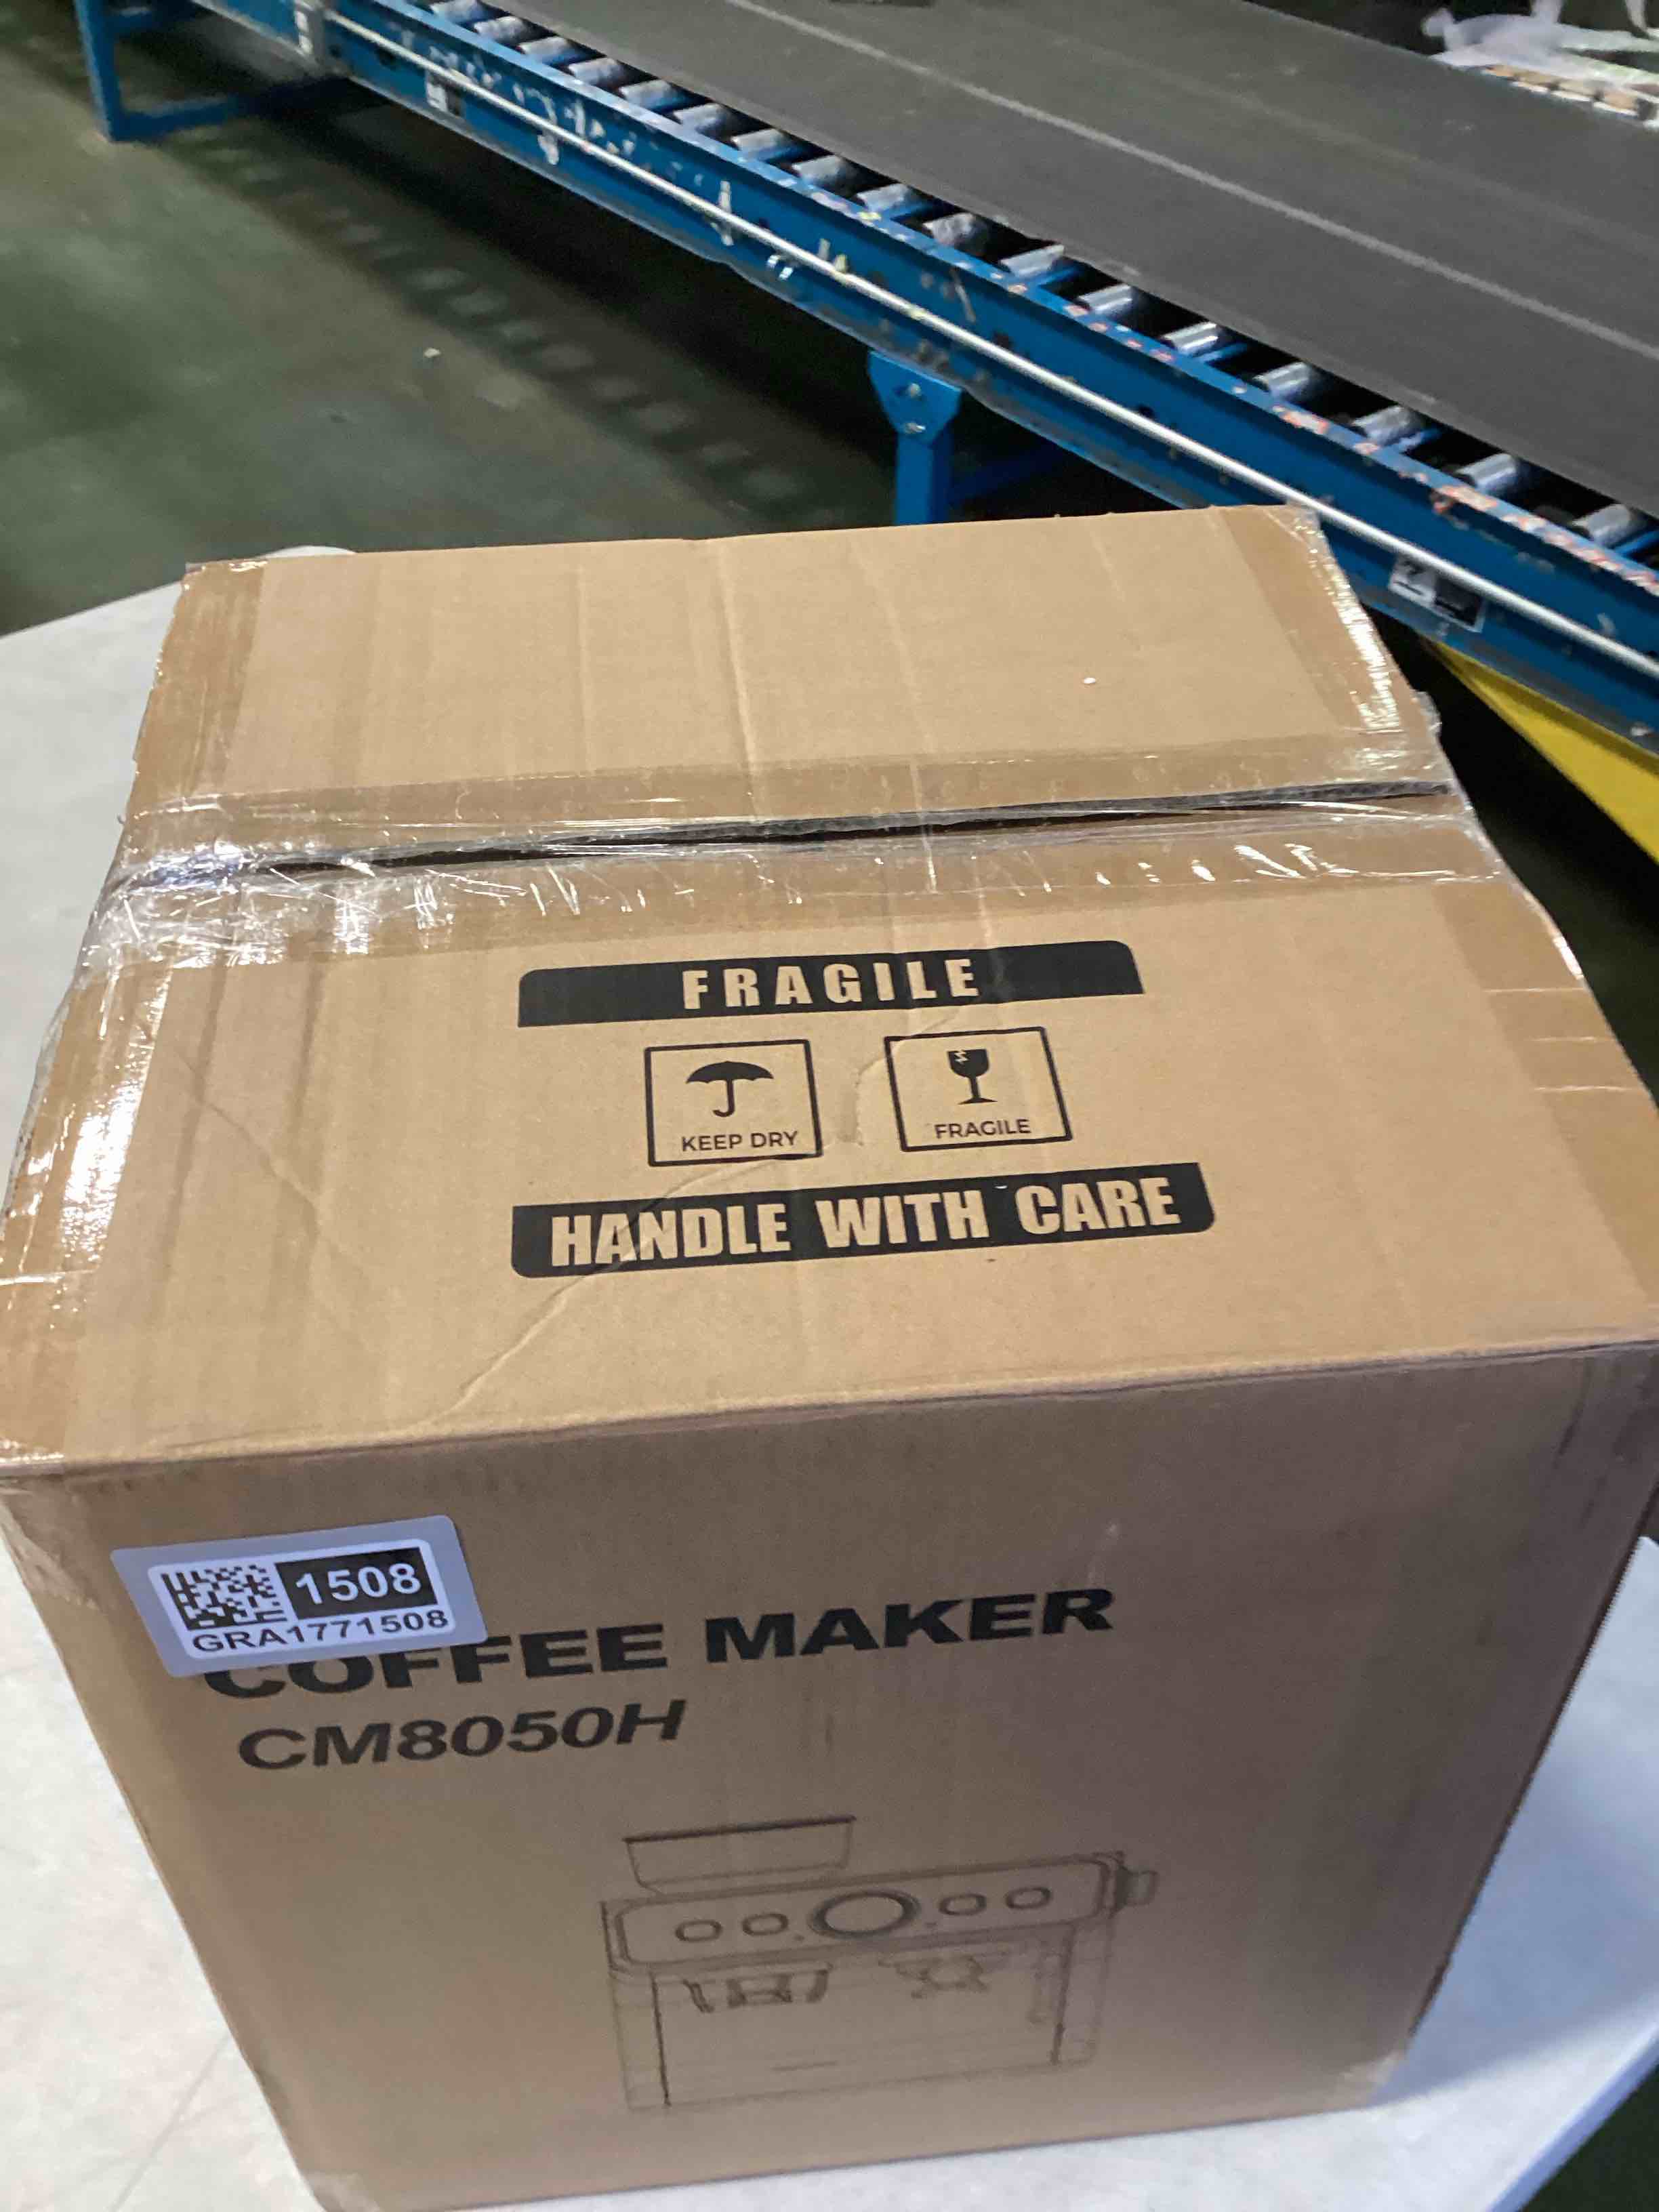 FRAGILE
KEEP DRY
FRAGILE
HANDLE WITH CARE
1508
GRA1771508
COFFEE MAKER
CM8050H